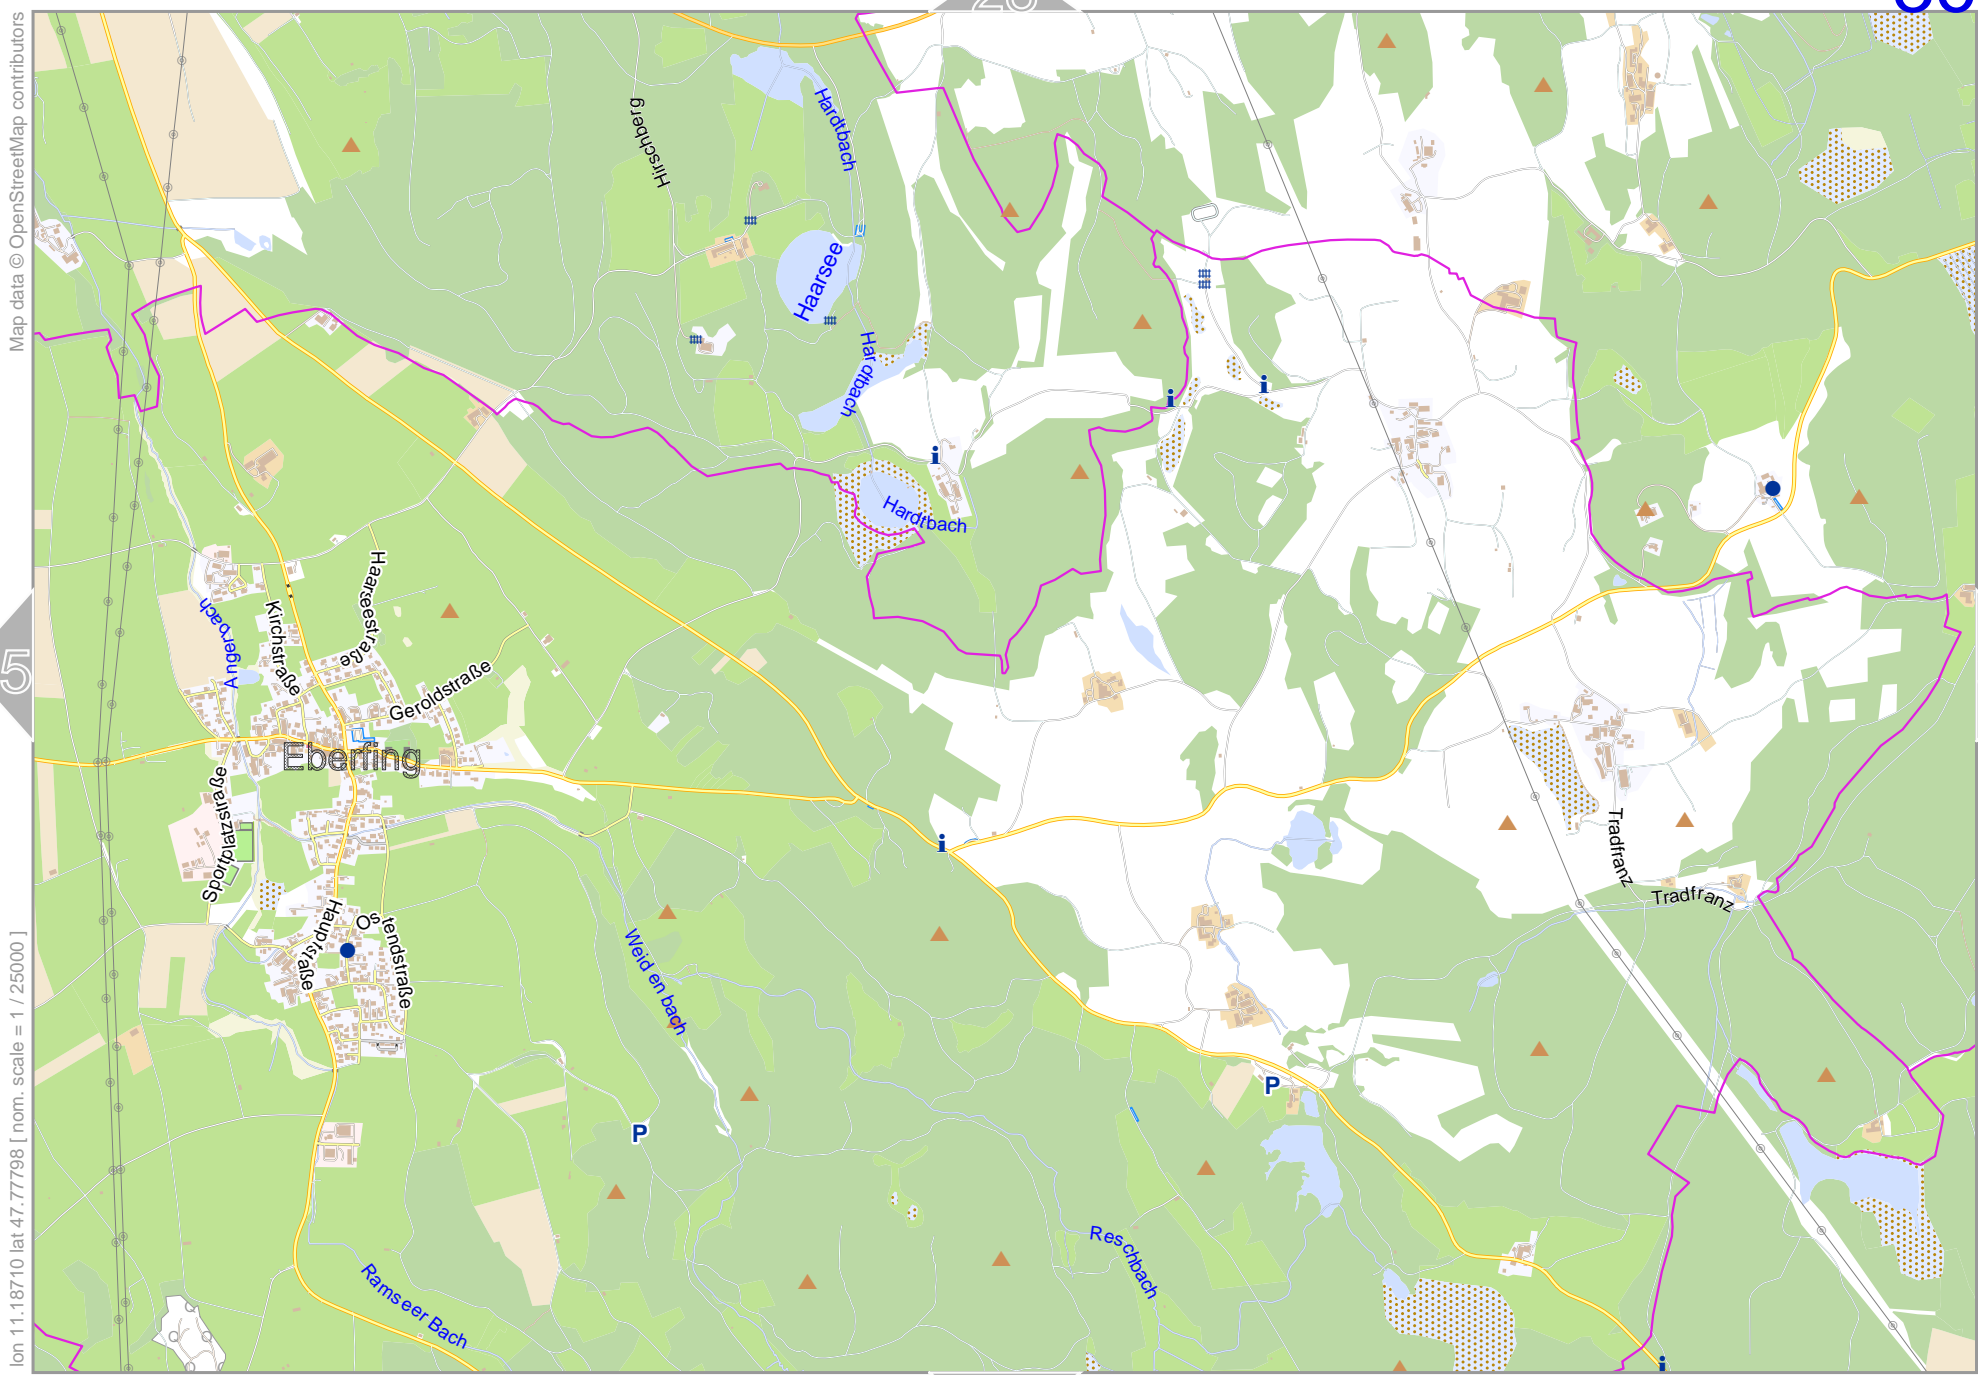 Map data © OpenStreetMap contributors
lon 11.18710 lat 47.77798 [ nom. scale = 1 / 25000 ]
5
Hirschberg
Hardtbach
Haarsee
Hardtbach
Hardtbach
i
i
i
Haarseestraße
Kirchstraße
Angerbach
Geroldstraße
Eberfing
Sportplatzstraße
Hauptstaße
Ostendstraße
i
Tradfranz
Tradfranz
Weidenbach
P
P
Reschbach
Ramseer Bach
i